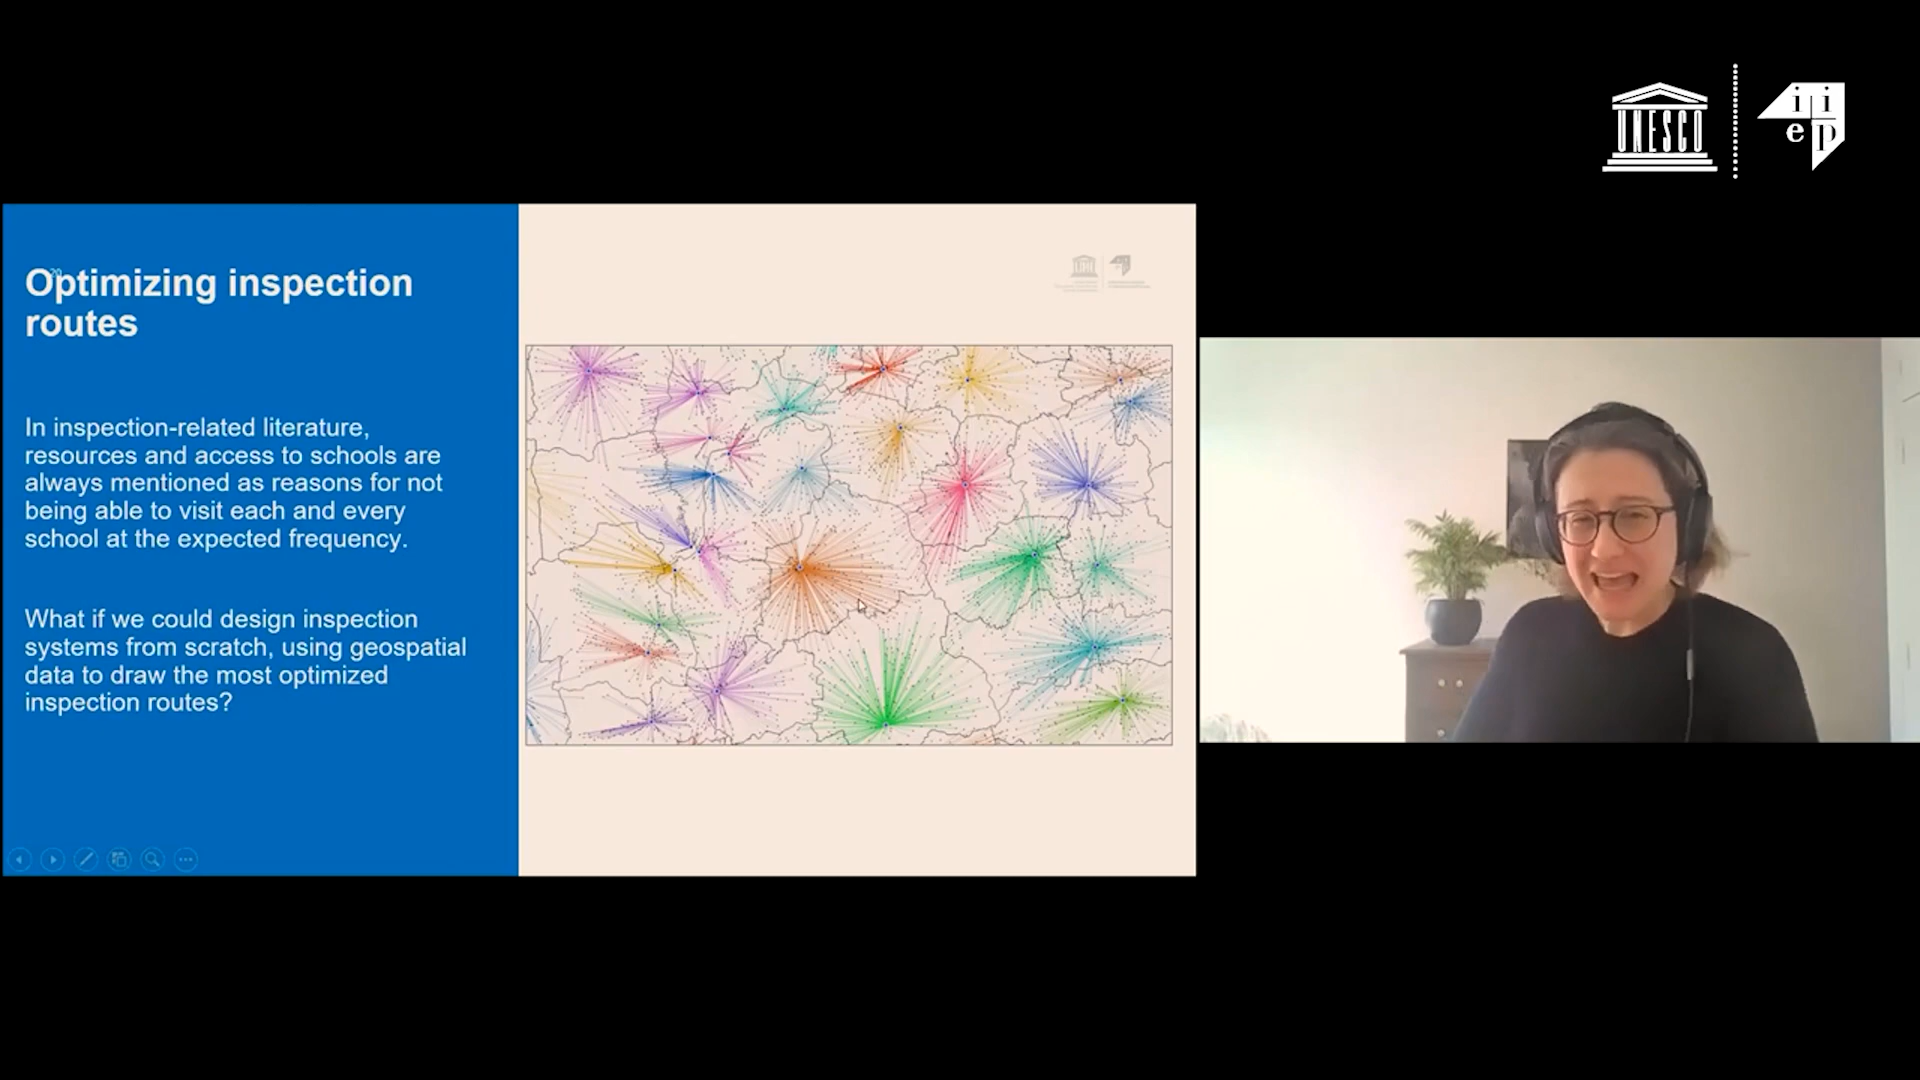 UNESCO
iiep
Optimizing inspection
routes
20
In inspection-related literature,
resources and access to schools are
always mentioned as reasons for not
being able to visit each and every
school at the expected frequency.
What if we could design inspection
systems from scratch, using geospatial
data to draw the most optimized
inspection routes?